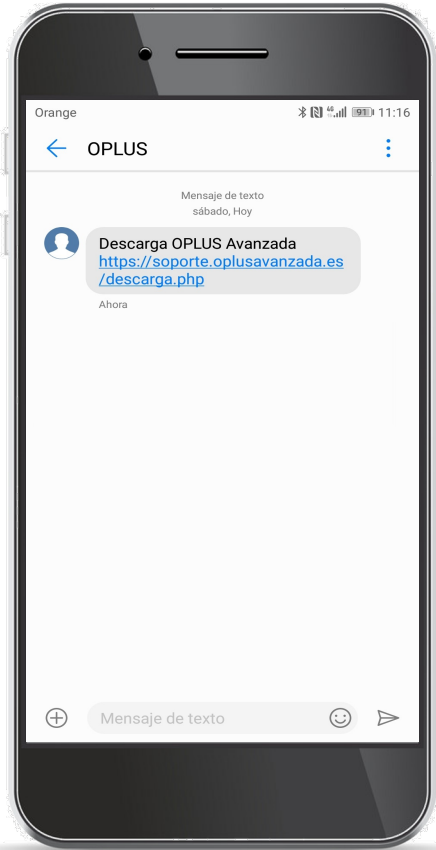 Orange 4G 91 11:16
OPLUS
Mensaje de texto
sábado, Hoy
Descarga OPLUS Avanzada
https://soporte.oplusavanzada.es
/descarga.php
Ahora
Mensaje de texto